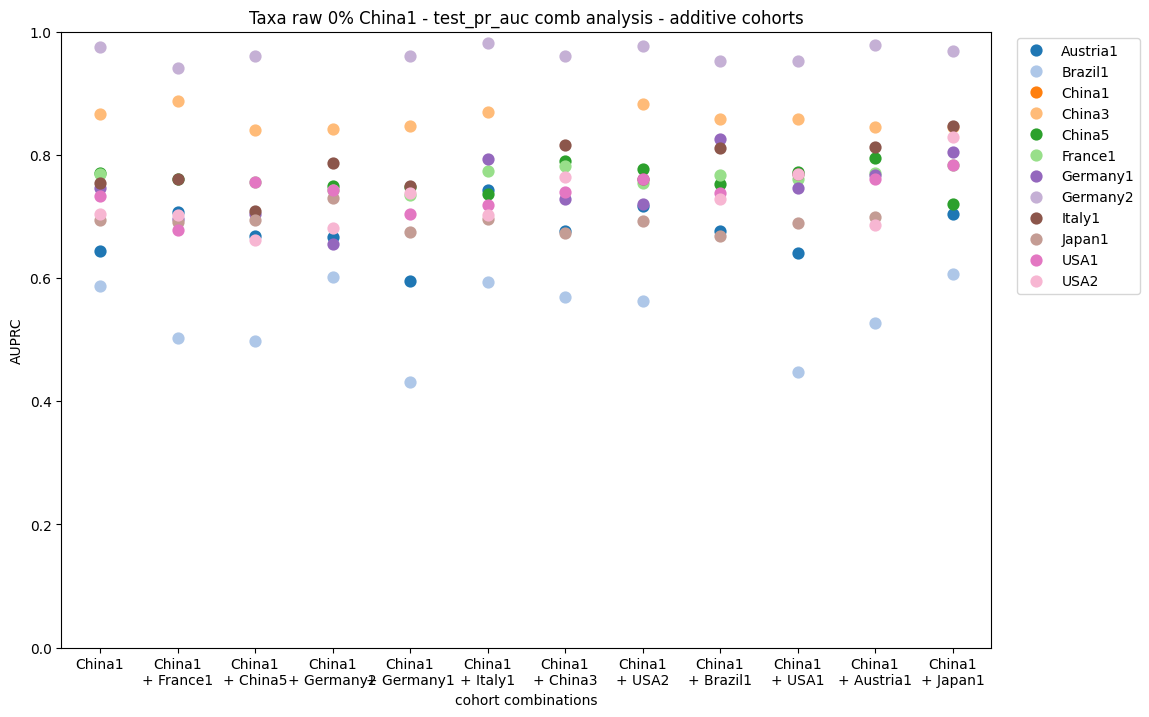 Taxa raw 0% China1 - test_pr_auc comb analysis - additive cohorts
1.0
0.8
0.6
0.4
0.2
0.0
AUPRC
China1
China1
+ France1
China1
+ China5
China1
+ Germany2
China1
+ Germany1
China1
+ Italy1
China1
+ China3
China1
+ USA2
China1
+ Brazil1
China1
+ USA1
China1
+ Austria1
China1
+ Japan1
cohort combinations
Austria1
Brazil1
China1
China3
China5
France1
Germany1
Germany2
Italy1
Japan1
USA1
USA2